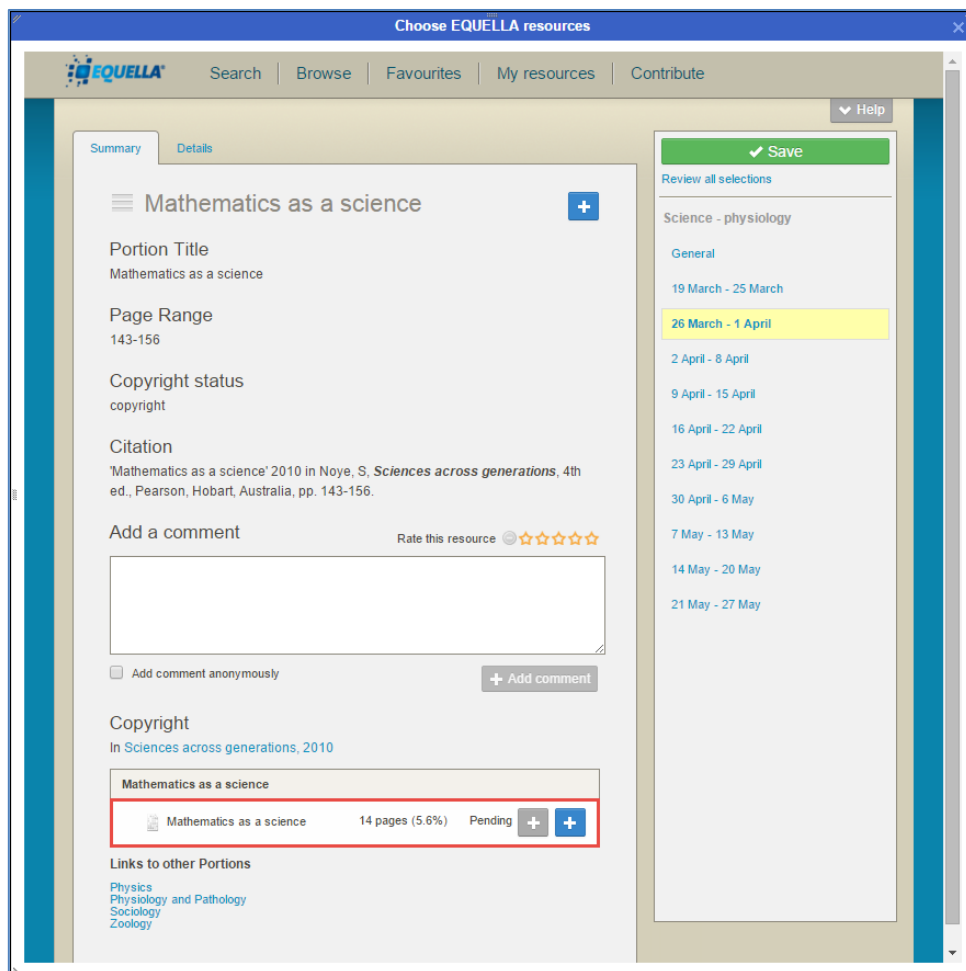 Choose EQUELLA resources
EQUELLA Search Browse Favourites My resources Contribute
Help
Summary Details
Mathematics as a science
Portion Title
Mathematics as a science
Page Range
143-156
Copyright status
copyright
Citation
'Mathematics as a science' 2010 in Noye, S, Sciences across generations, 4th
ed., Pearson, Hobart, Australia, pp. 143-156.
Add a comment
Rate this resource
Add comment anonymously
Add comment
Copyright
In Sciences across generations, 2010
Mathematics as a science
Mathematics as a science 14 pages (5.6%) Pending
Links to other Portions
Physics
Physiology and Pathology
Sociology
Zoology
Save
Review all selections
Science - physiology
General
19 March - 25 March
26 March - 1 April
2 April - 8 April
9 April - 15 April
16 April - 22 April
23 April - 29 April
30 April - 6 May
7 May - 13 May
14 May - 20 May
21 May - 27 May